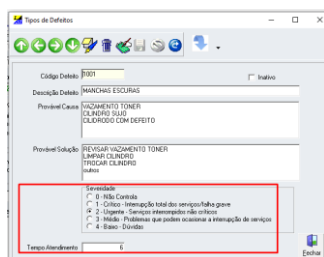 Tipos de Defeitos
Código Defeito 1001
Inativo
Descrição Defeito MANCHAS ESCURAS
Provável Causa VAZAMENTO TONER
CILINDRO SUJO
CILIDRODO COM DEFEITO
Provável Solução REVISAR VAZAMENTO TONER
LIMPAR CILINDRO
TROCAR CILINDRO
outros
Severidade
0 - Não Controla
1 - Crítico - Interrupção total dos serviços/falha grave
2 - Urgente - Serviços interrompidos não críticos
3 - Médio - Problemas que podem ocasionar a interrupção de serviços
4 - Baixo - Dúvidas
Tempo Atendimento 6
Fechar